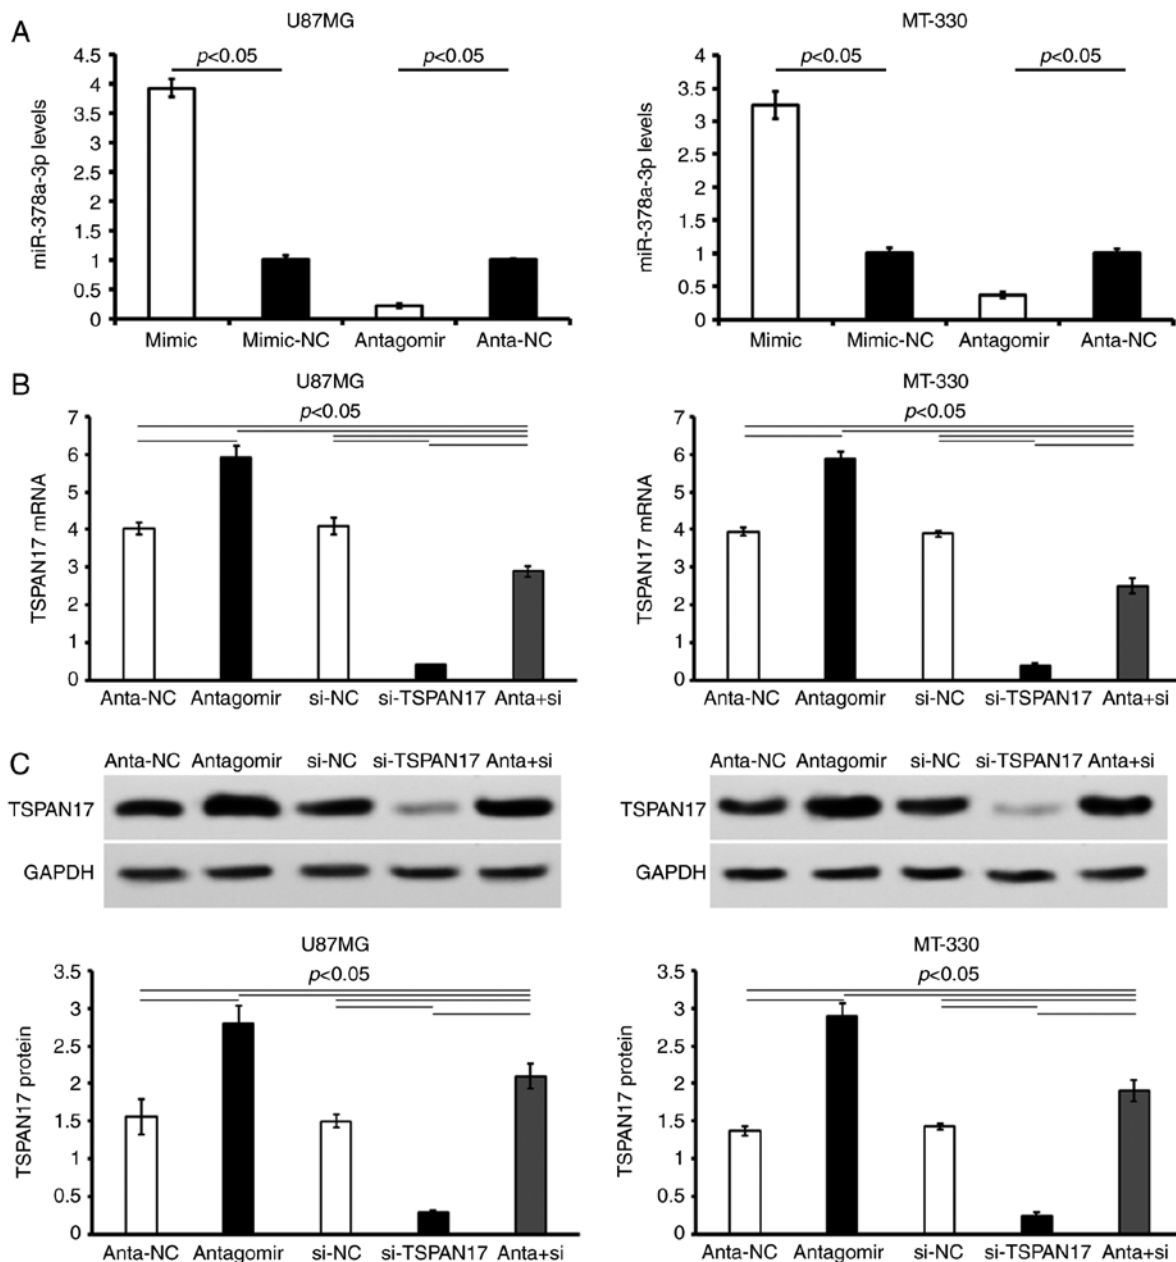 A
U87MG
MT-330
miR-378a-3p levels
4.5
4
3.5
3
2.5
2
1.5
1
0.5
0
p<0.05
p<0.05
Mimic Mimic-NC Antagomir Anta-NC
miR-378a-3p levels
4
3.5
3
2.5
2
1.5
1
0.5
0
p<0.05
p<0.05
Mimic Mimic-NC Antagomir Anta-NC
B
U87MG
MT-330
TSPAN17 mRNA
7
6
5
4
3
2
1
0
p<0.05
Anta-NC Antagomir si-NC si-TSPAN17 Anta+si
TSPAN17 mRNA
7
6
5
4
3
2
1
0
p<0.05
Anta-NC Antagomir si-NC si-TSPAN17 Anta+si
C
Anta-NC Antagomir si-NC si-TSPAN17 Anta+si
TSPAN17
GAPDH
Anta-NC Antagomir si-NC si-TSPAN17 Anta+si
TSPAN17
GAPDH
U87MG
MT-330
TSPAN17 protein
3.5
3
2.5
2
1.5
1
0.5
0
p<0.05
Anta-NC Antagomir si-NC si-TSPAN17 Anta+si
TSPAN17 protein
3.5
3
2.5
2
1.5
1
0.5
0
p<0.05
Anta-NC Antagomir si-NC si-TSPAN17 Anta+si